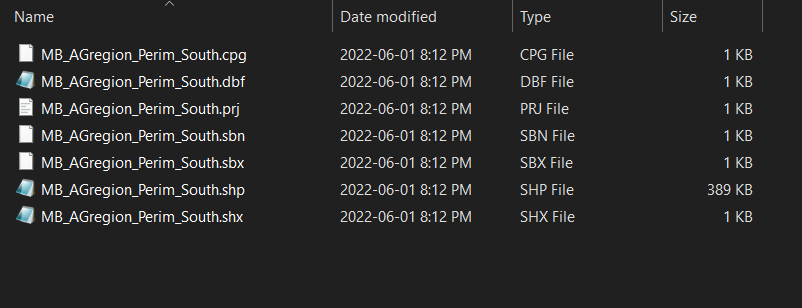 Name Date modified Type Size
MB_AGregion_Perim_South.cpg 2022-06-01 8:12 PM CPG File 1 KB
MB_AGregion_Perim_South.dbf 2022-06-01 8:12 PM DBF File 1 KB
MB_AGregion_Perim_South.prj 2022-06-01 8:12 PM PRJ File 1 KB
MB_AGregion_Perim_South.sbn 2022-06-01 8:12 PM SBN File 1 KB
MB_AGregion_Perim_South.sbx 2022-06-01 8:12 PM SBX File 1 KB
MB_AGregion_Perim_South.shp 2022-06-01 8:12 PM SHP File 389 KB
MB_AGregion_Perim_South.shx 2022-06-01 8:12 PM SHX File 1 KB